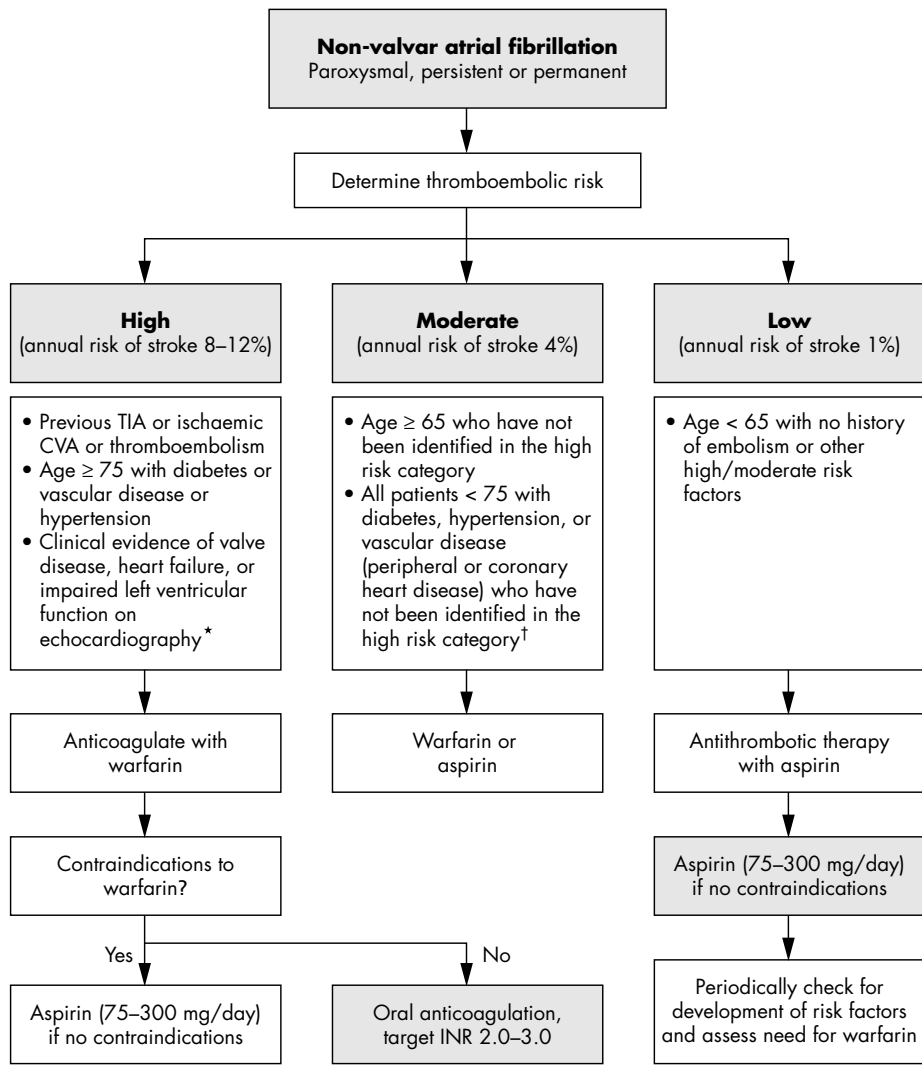 Non-valvar atrial fibrillation
Paroxysmal, persistent or permanent
Determine thromboembolic risk
High
(annual risk of stroke 8–12%)
Moderate
(annual risk of stroke 4%)
Low
(annual risk of stroke 1%)
• Previous TIA or ischaemic
CVA or thromboembolism
• Age ≥ 75 with diabetes or
vascular disease or
hypertension
• Clinical evidence of valve
disease, heart failure, or
impaired left ventricular
function on
echocardiography*
• Age ≥ 65 who have not
been identified in the high
risk category
• All patients < 75 with
diabetes, hypertension, or
vascular disease
(peripheral or coronary
heart disease) who have
not been identified in the
high risk category†
• Age < 65 with no history
of embolism or other
high/moderate risk
factors
Anticoagulate with
warfarin
Warfarin or
aspirin
Antithrombotic therapy
with aspirin
Contraindications to
warfarin?
Aspirin (75–300 mg/day)
if no contraindications
Yes
No
Aspirin (75–300 mg/day)
if no contraindications
Oral anticoagulation,
target INR 2.0–3.0
Periodically check for
development of risk factors
and assess need for warfarin